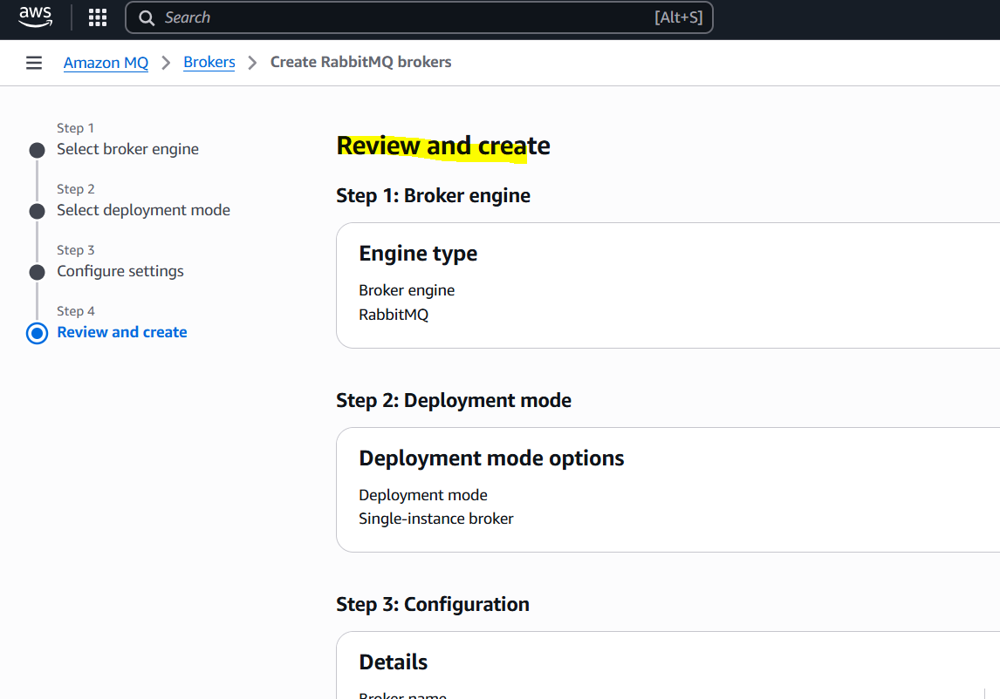 aws
Search [Alt+S]
Amazon MQ > Brokers > Create RabbitMQ brokers
Step 1
Select broker engine
Step 2
Select deployment mode
Step 3
Configure settings
Step 4
Review and create
Review and create
Step 1: Broker engine
Engine type
Broker engine
RabbitMQ
Step 2: Deployment mode
Deployment mode options
Deployment mode
Single-instance broker
Step 3: Configuration
Details
Broker name